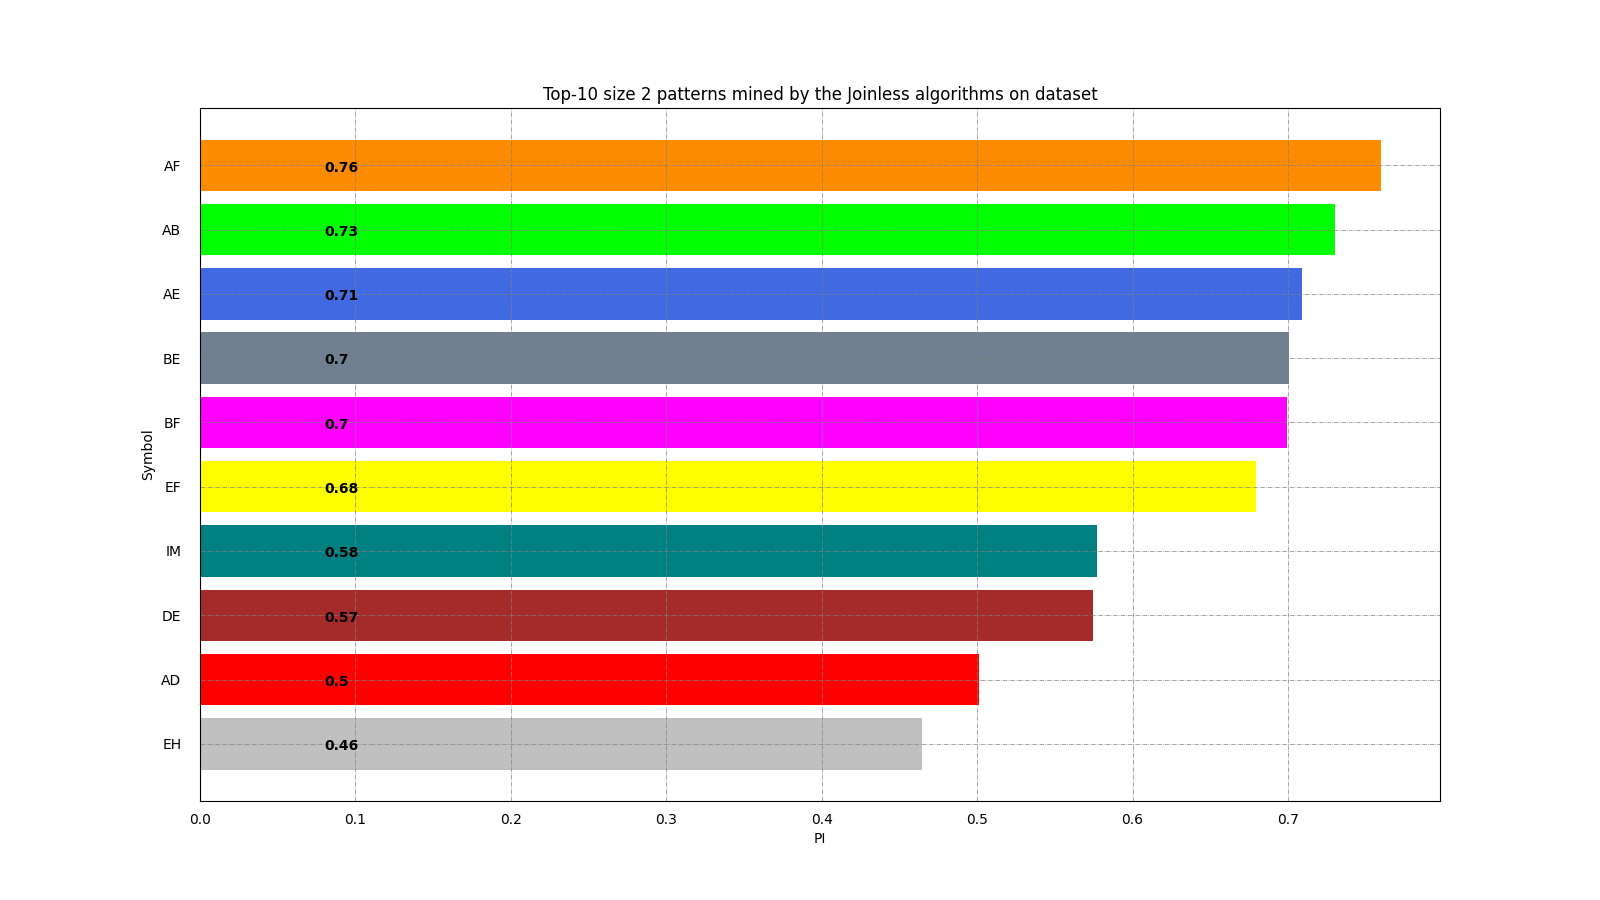 Top-10 size 2 patterns mined by the Joinless algorithms on dataset
AF 0.76
AB 0.73
AE 0.71
BE 0.7
BF 0.7
Symbol
EF 0.68
IM 0.58
DE 0.57
AD 0.5
EH 0.46
0.0 0.1 0.2 0.3 0.4 0.5 0.6 0.7
PI